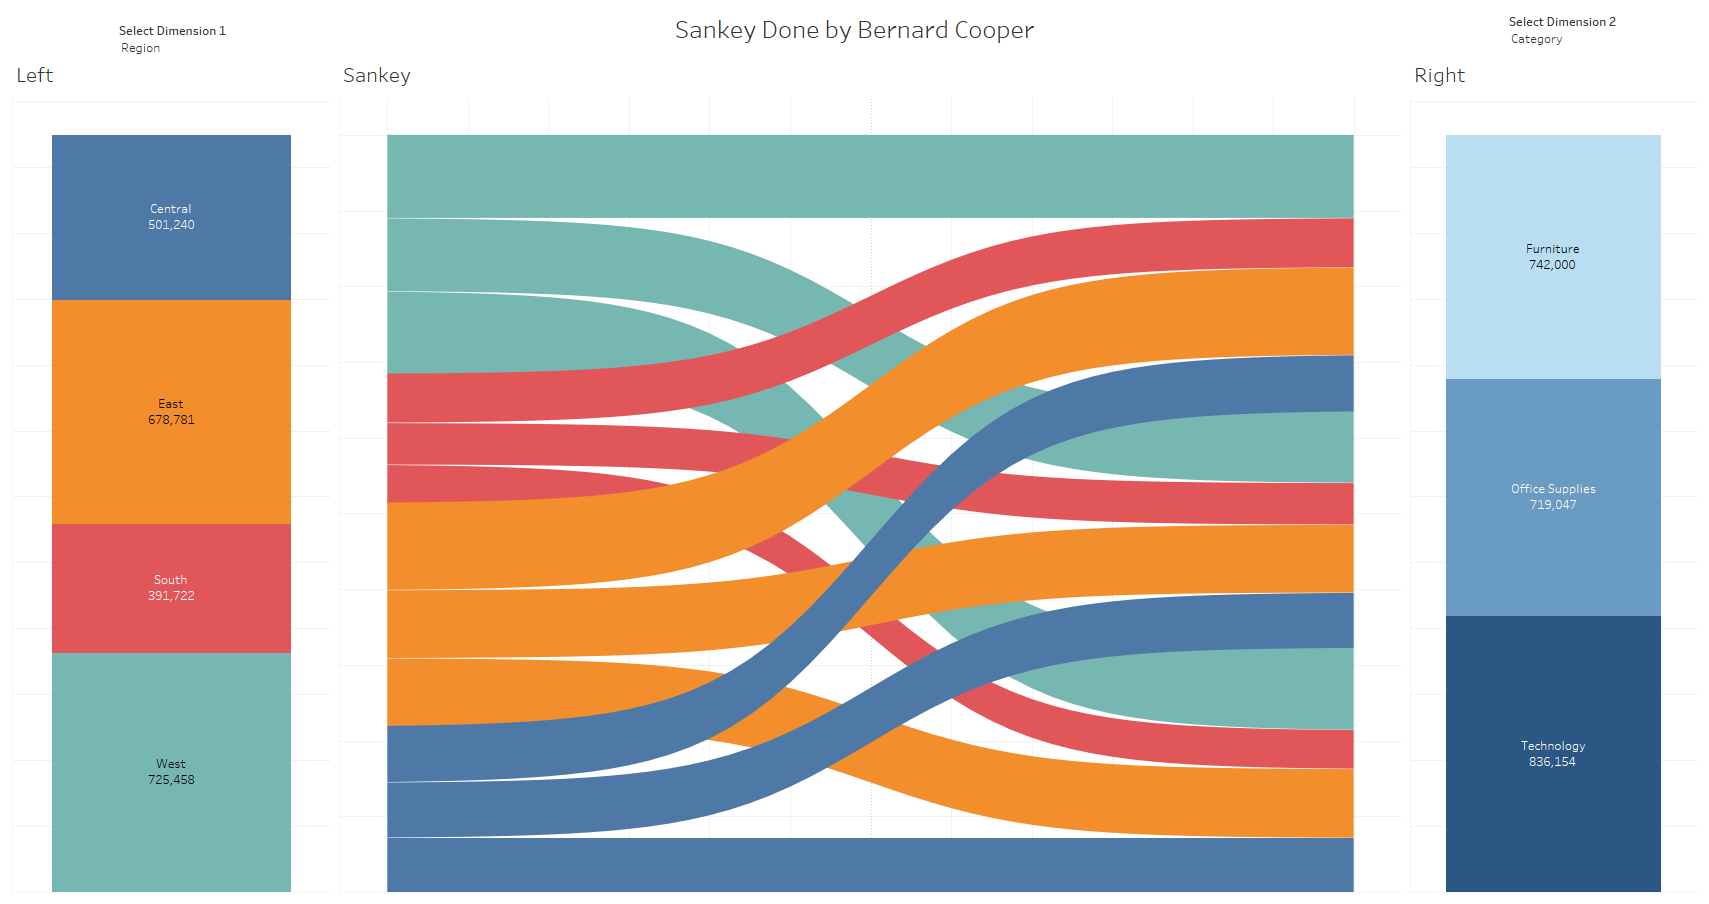 Select Dimension 1
Region
Sankey Done by Bernard Cooper
Select Dimension 2
Category
Left
Sankey
Right
Central
501,240
East
678,781
South
391,722
West
725,458
Furniture
742,000
Office Supplies
719,047
Technology
836,154